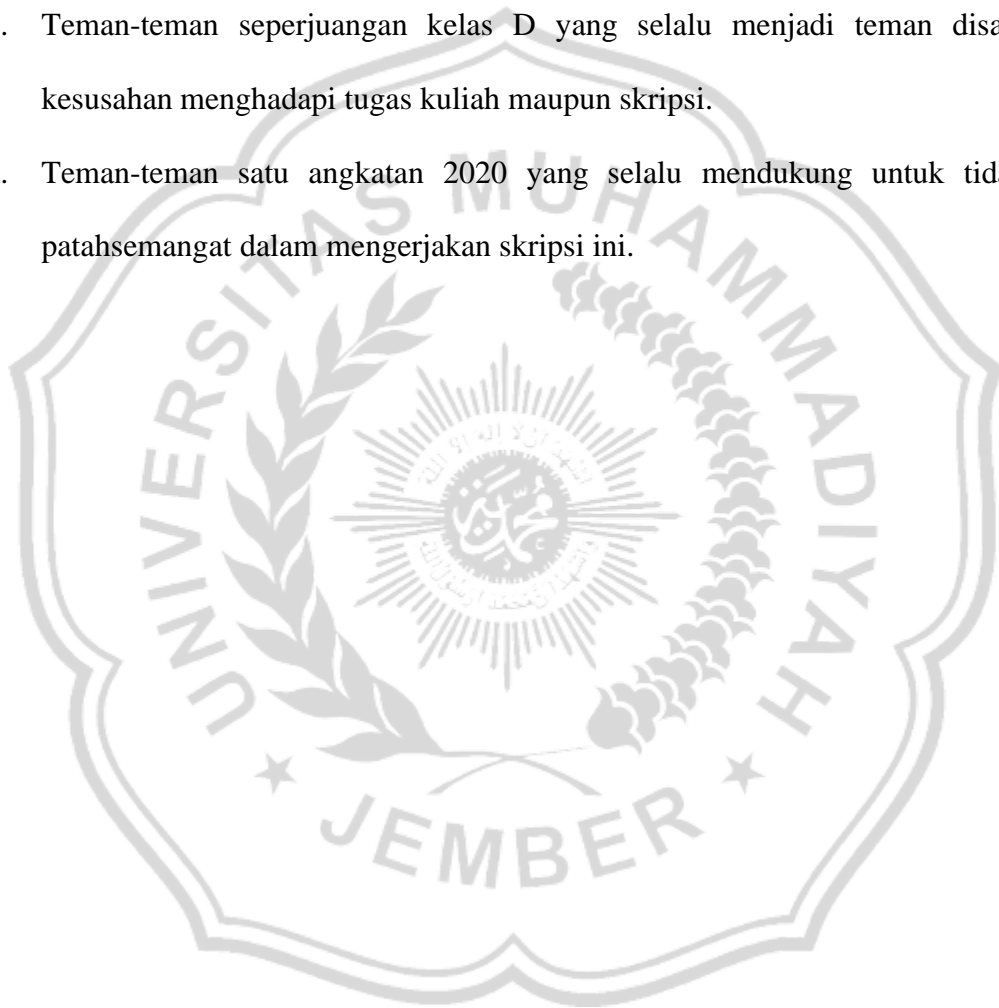 . Teman-teman seperjuangan kelas D yang selalu menjadi teman disa
kesusahan menghadapi tugas kuliah maupun skripsi.
. Teman-teman satu angkatan 2020 yang selalu mendukung untuk tida
patahsemangat dalam mengerjakan skripsi ini.
UNIVERSITAS MUHAMMADIYAH
JEMBER